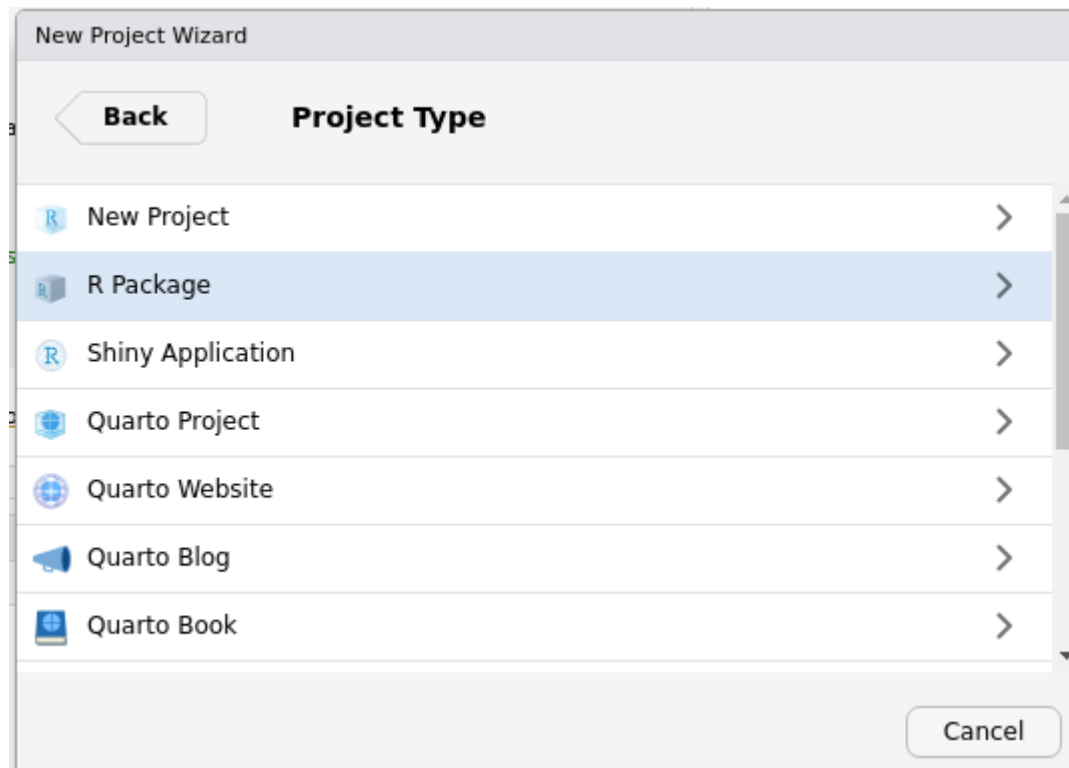 New Project Wizard
Back
Project Type
New Project
R Package
Shiny Application
Quarto Project
Quarto Website
Quarto Blog
Quarto Book
Cancel